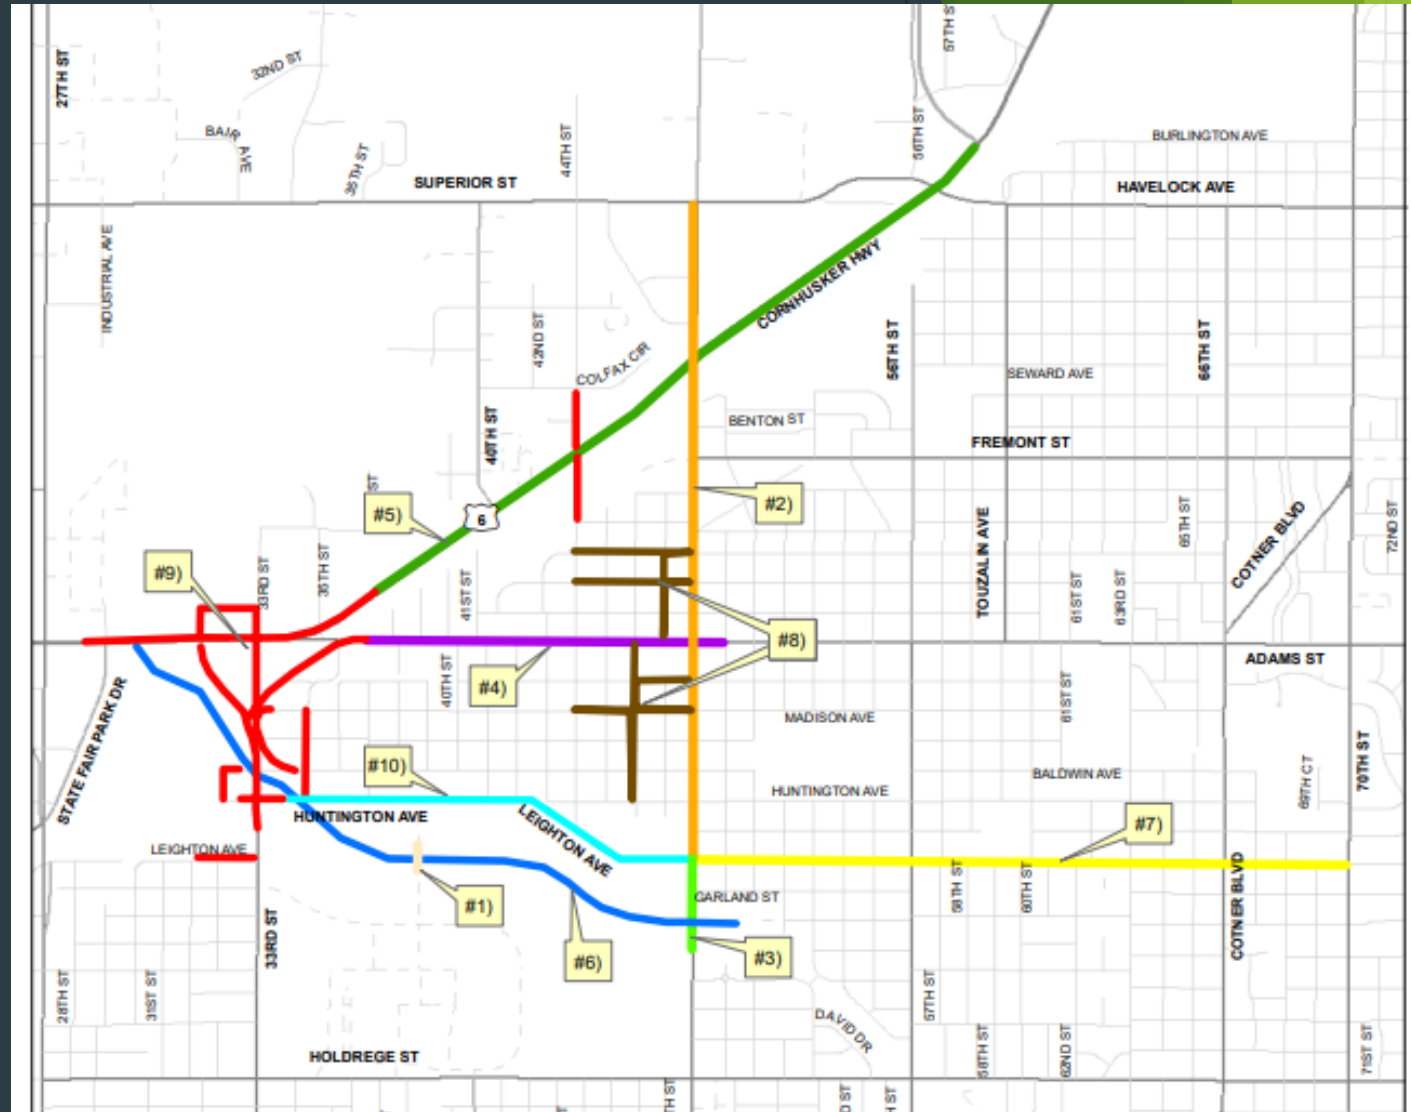 57TH ST
27TH ST
32ND ST
BAIR AVE
35TH ST
44TH ST
56TH ST
BURLINGTON AVE
SUPERIOR ST
HAVELOCK AVE
INDUSTRIAL AVE
CORNHUSKER HWY
42ND ST
COLFAX CIR
56TH ST
66TH ST
SEWARD AVE
40TH ST
BENTON ST
FREMONT ST
ST
#5)
6
#2)
65TH ST
COTNER BLVD
72ND ST
TOUZALIN AVE
#9)
33RD ST
35TH ST
41ST ST
61ST ST
63RD ST
#8)
ADAMS ST
40TH ST
#4)
STATE FAIR PARK DR
MADISON AVE
61ST ST
70TH ST
#10)
BALDWIN AVE
69TH CT
HUNTINGTON AVE
HUNTINGTON AVE
LEIGHTON AVE
#7)
LEIGHTON AVE
#1)
GARLAND ST
58TH ST
60TH ST
COTNER BLVD
33RD ST
#6)
#3)
28TH ST
31ST ST
57TH ST
DAVID DR
58TH ST
62ND ST
71ST ST
HOLDREGE ST
TH ST
D ST
H ST
ST